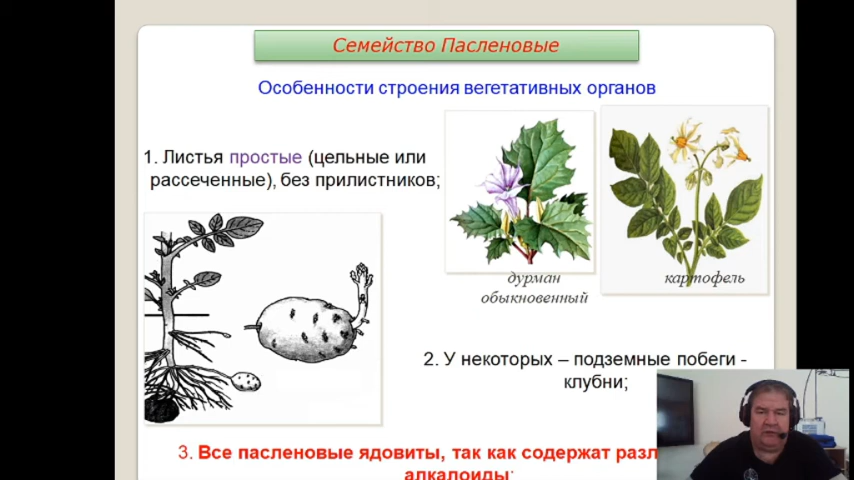 Семейство Пасленовые
Особенности строения вегетативных органов
1. Листья простые (цельные или
рассеченные), без прилистников;
дурман
обыкновенный
картофель
2. У некоторых – подземные побеги -
клубни;
3. Все пасленовые ядовиты, так как содержат разл
алкалоиды;